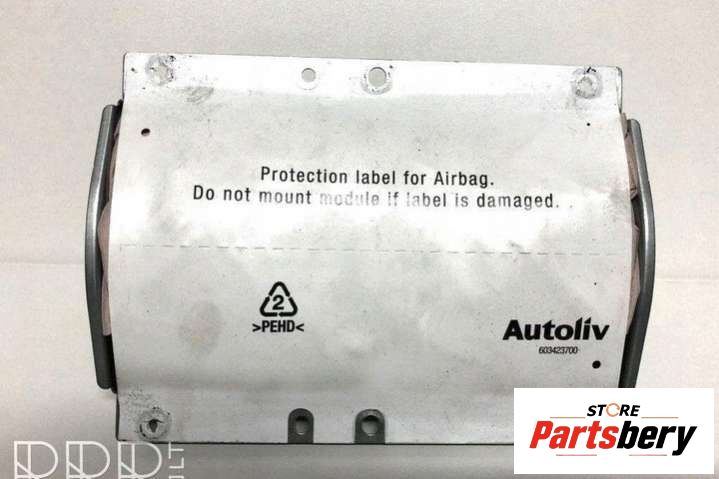 Protection label for Airbag.
Do not mount module if label is damaged.
2
>PEHD<
Autoliv
603423700
STORE
Partsbery